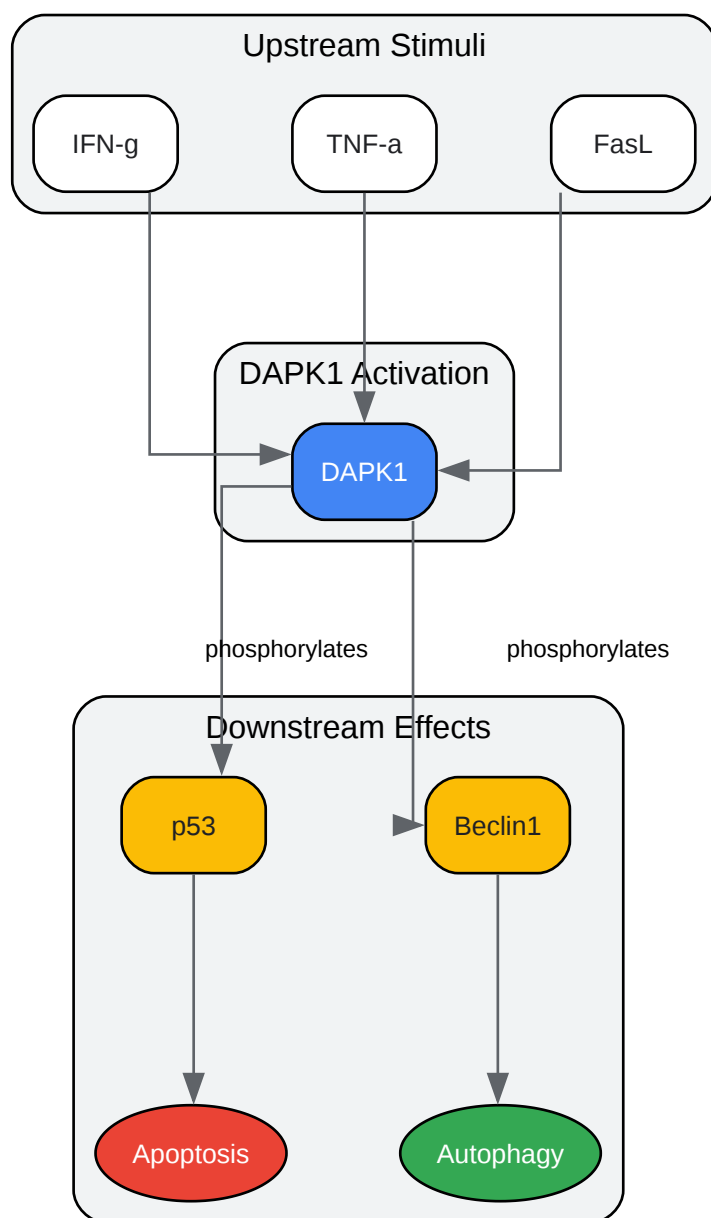 Upstream Stimuli
IFN-g
TNF-a
FasL
DAPK1 Activation
DAPK1
phosphorylates
phosphorylates
Downstream Effects
p53
Beclin1
Apoptosis
Autophagy